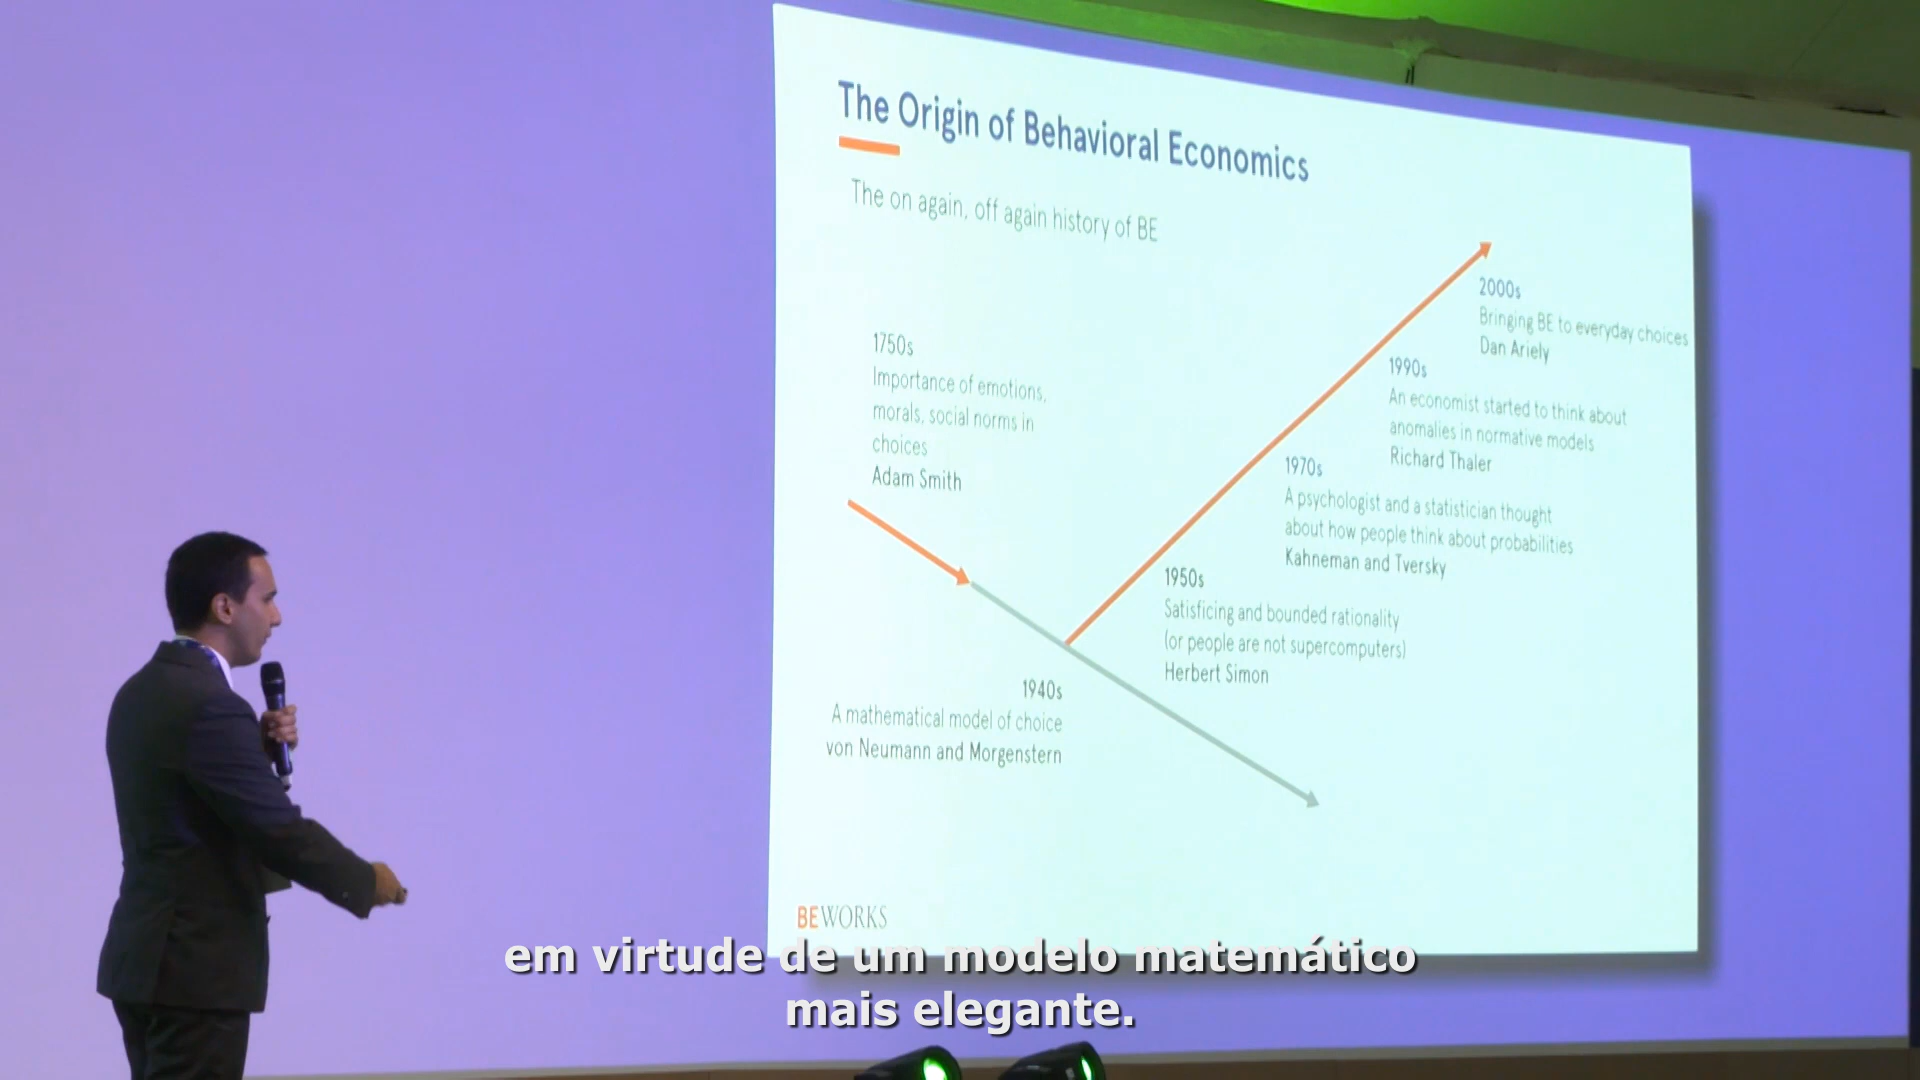 The Origin of Behavioral Economics
The on again, off again history of BE
1750s
Importance of emotions,
morals, social norms in
choices
Adam Smith
1940s
A mathematical model of choice
von Neumann and Morgenstern
1950s
Satisficing and bounded rationality
(or people are not supercomputers)
Herbert Simon
1970s
A psychologist and a statistician thought
about how people think about probabilities
Kahneman and Tversky
1990s
An economist started to think about
anomalies in normative models
Richard Thaler
2000s
Bringing BE to everyday choices
Dan Ariely
BEWORKS
em virtude de um modelo matemático
mais elegante.